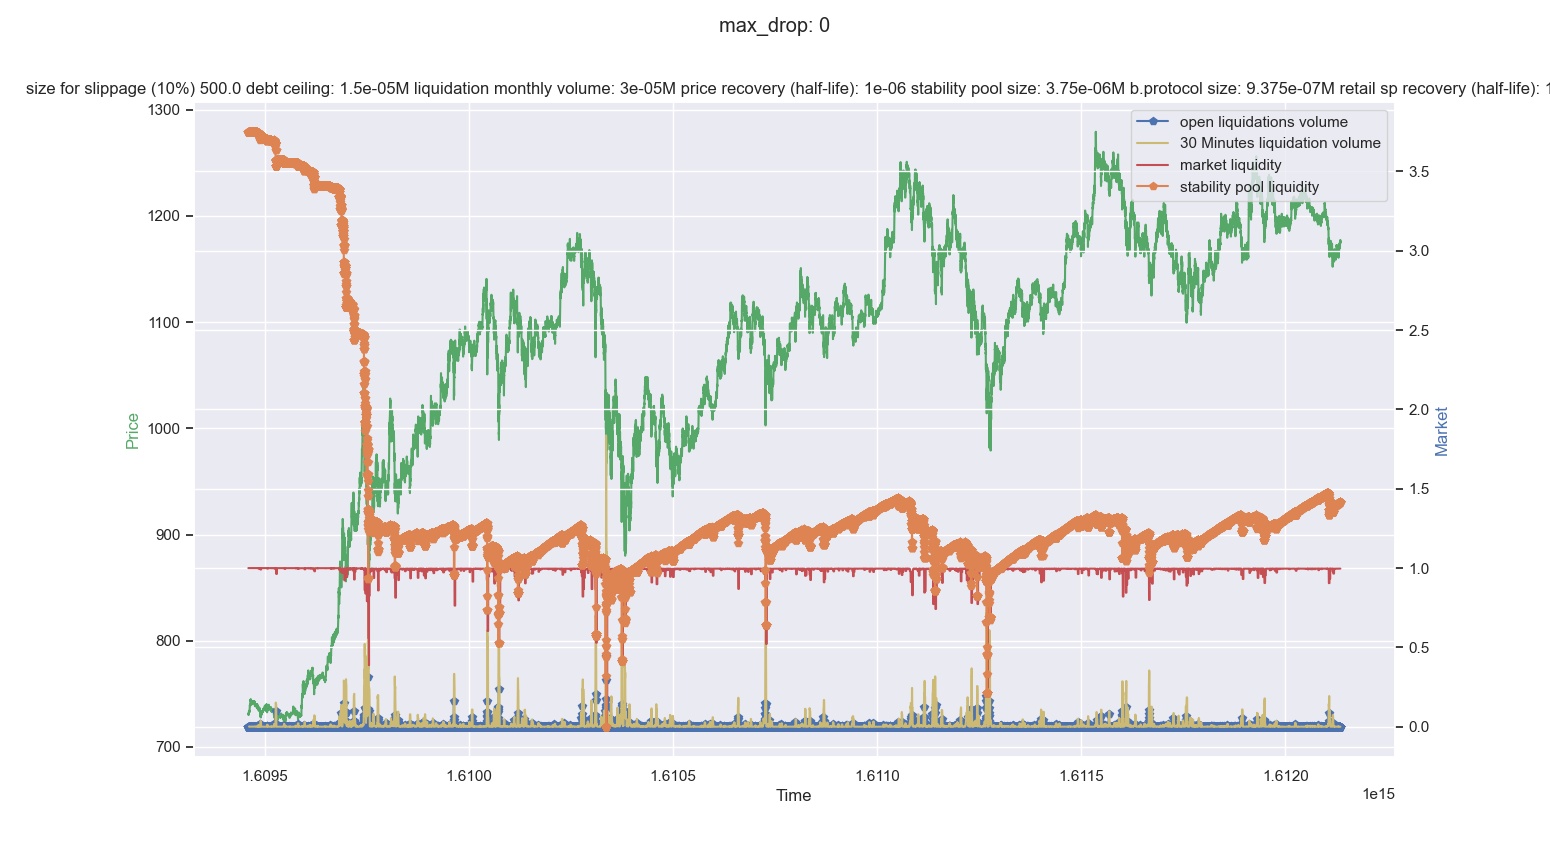 max_drop: 0
size for slippage (10%) 500.0 debt ceiling: 1.5e-05M liquidation monthly volume: 3e-05M price recovery (half-life): 1e-06 stability pool size: 3.75e-06M b.protocol size: 9.375e-07M retail sp recovery (half-life): 1
open liquidations volume
30 Minutes liquidation volume
market liquidity
stability pool liquidity
1300
1200
1100
1000
900
800
700
Price
3.5
3.0
2.5
2.0
1.5
1.0
0.5
0.0
Market
1.6095 1.6100 1.6105 1.6110 1.6115 1.6120
1e15
Time